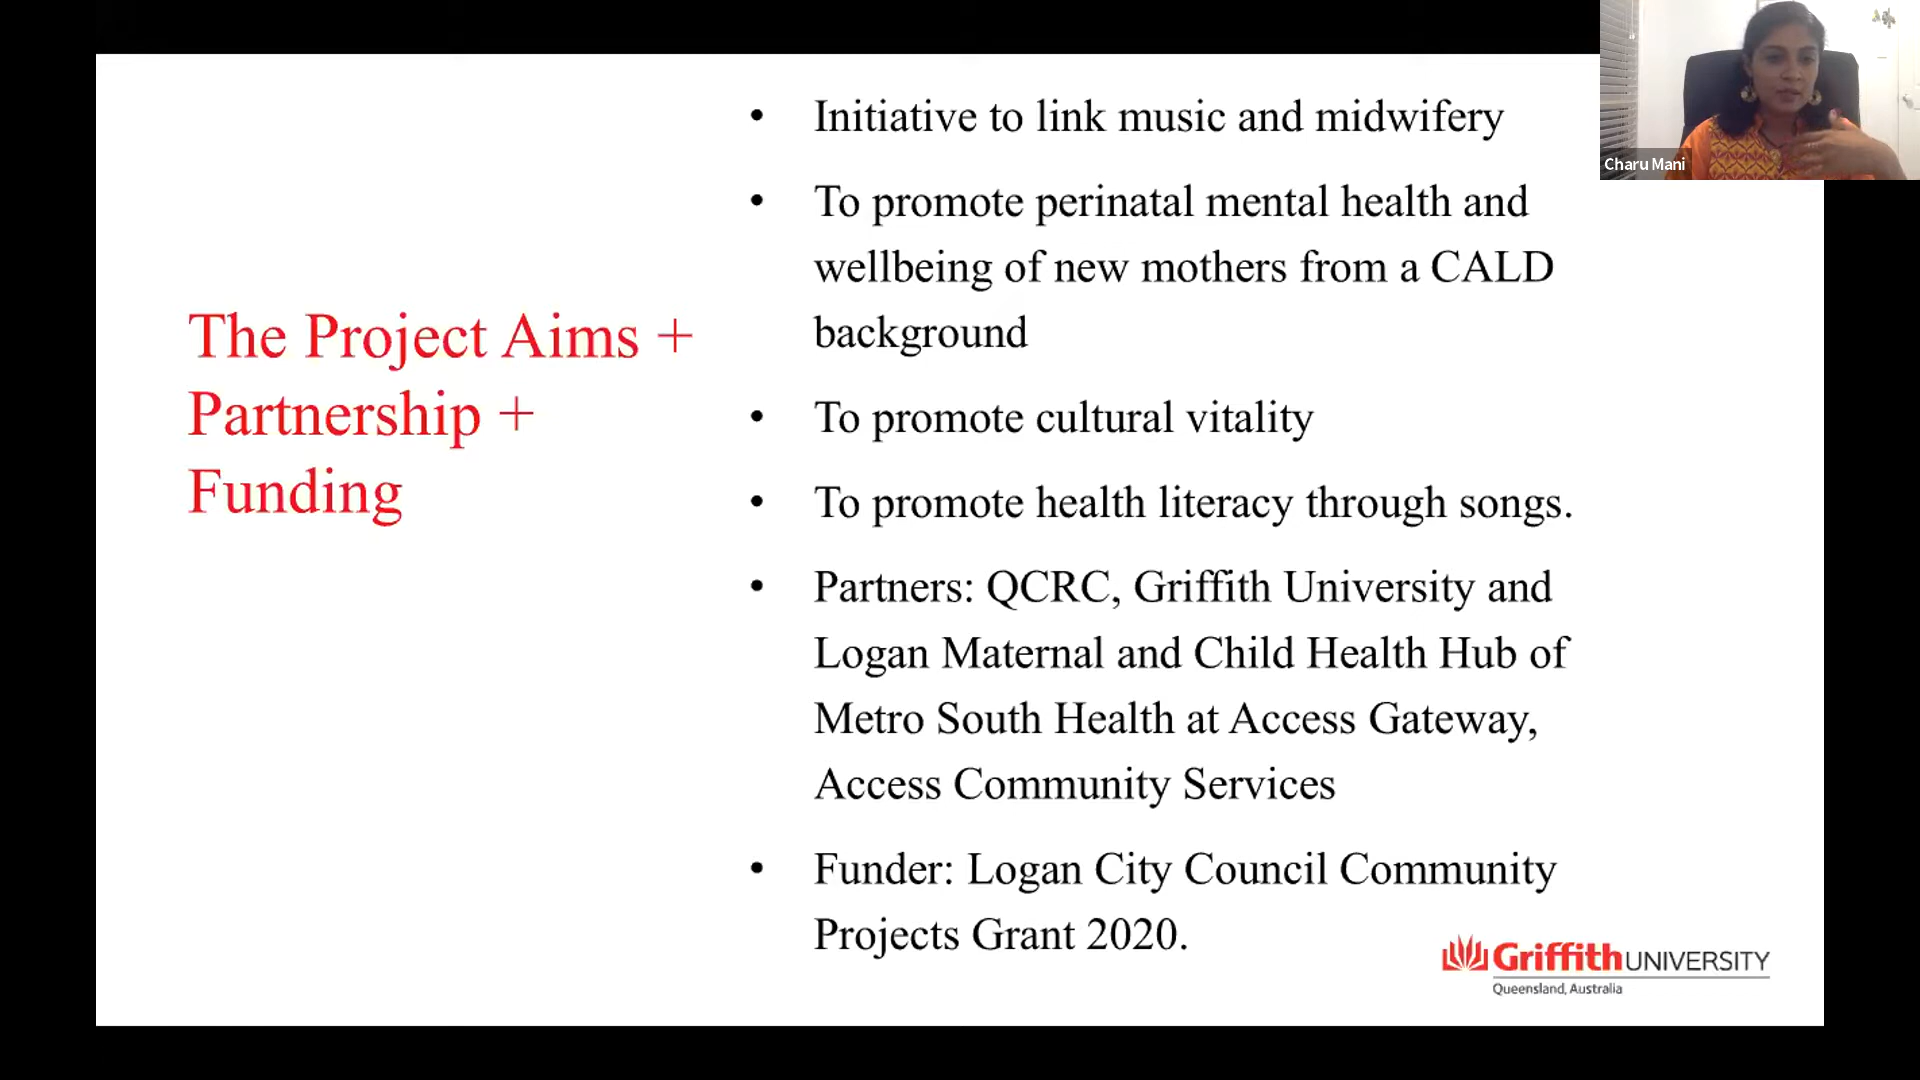 The Project Aims +
Partnership +
Funding
• Initiative to link music and midwifery
• To promote perinatal mental health and
wellbeing of new mothers from a CALD
background
• To promote cultural vitality
• To promote health literacy through songs.
• Partners: QCRC, Griffith University and
Logan Maternal and Child Health Hub of
Metro South Health at Access Gateway,
Access Community Services
• Funder: Logan City Council Community
Projects Grant 2020.
Griffith UNIVERSITY
Queensland, Australia
Charu Mani